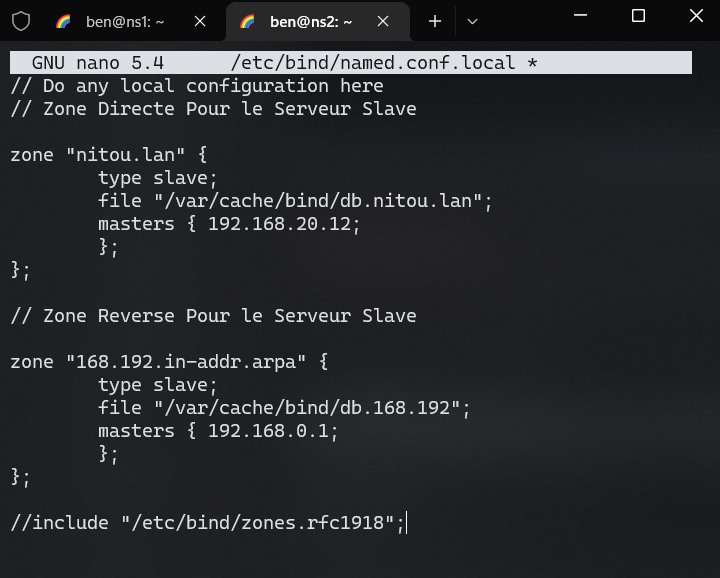 ben@ns1: ~
ben@ns2: ~
GNU nano 5.4 /etc/bind/named.conf.local *
// Do any local configuration here
// Zone Directe Pour le Serveur Slave
zone "nitou.lan" {
type slave;
file "/var/cache/bind/db.nitou.lan";
masters { 192.168.20.12;
};
};
// Zone Reverse Pour le Serveur Slave
zone "168.192.in-addr.arpa" {
type slave;
file "/var/cache/bind/db.168.192";
masters { 192.168.0.1;
};
};
//include "/etc/bind/zones.rfc1918";